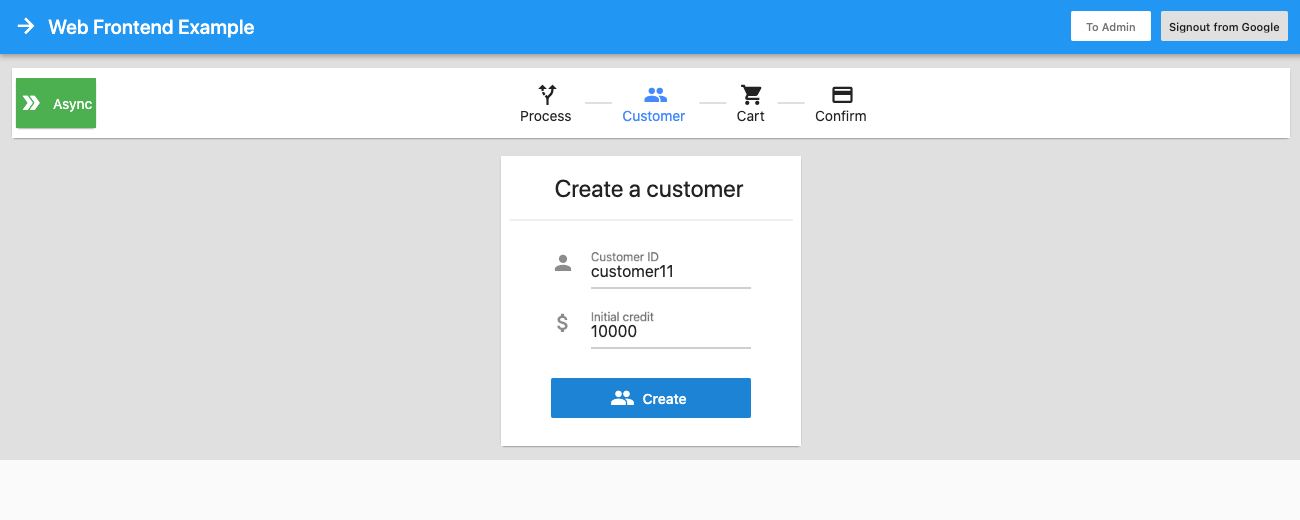 Web Frontend Example
To Admin
Signout from Google
Async
Process
Customer
Cart
Confirm
Create a customer
Customer ID
customer11
$
Initial credit
10000
Create